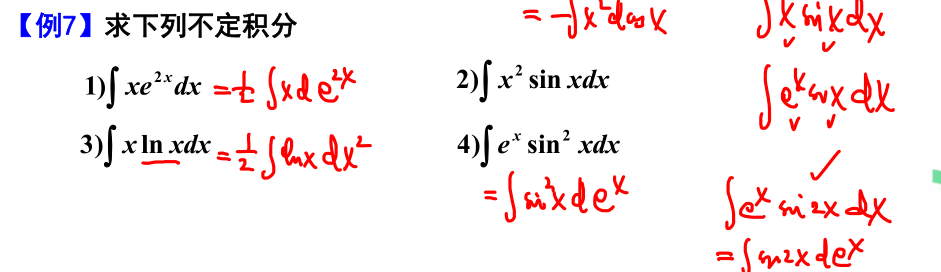 【例7】求下列不定积分
= -∫x²dcosx
∫x sinx dx
1)∫xe^{2x}dx = ½∫xde^{2x}
2)∫x² sin xdx
∫e^x sinx dx
3)∫x ln xdx = ½∫lnx dx²
4)∫e^x sin² xdx
= ∫sin²x de^x
∫e^x sin2x dx
= ∫sin2x de^x